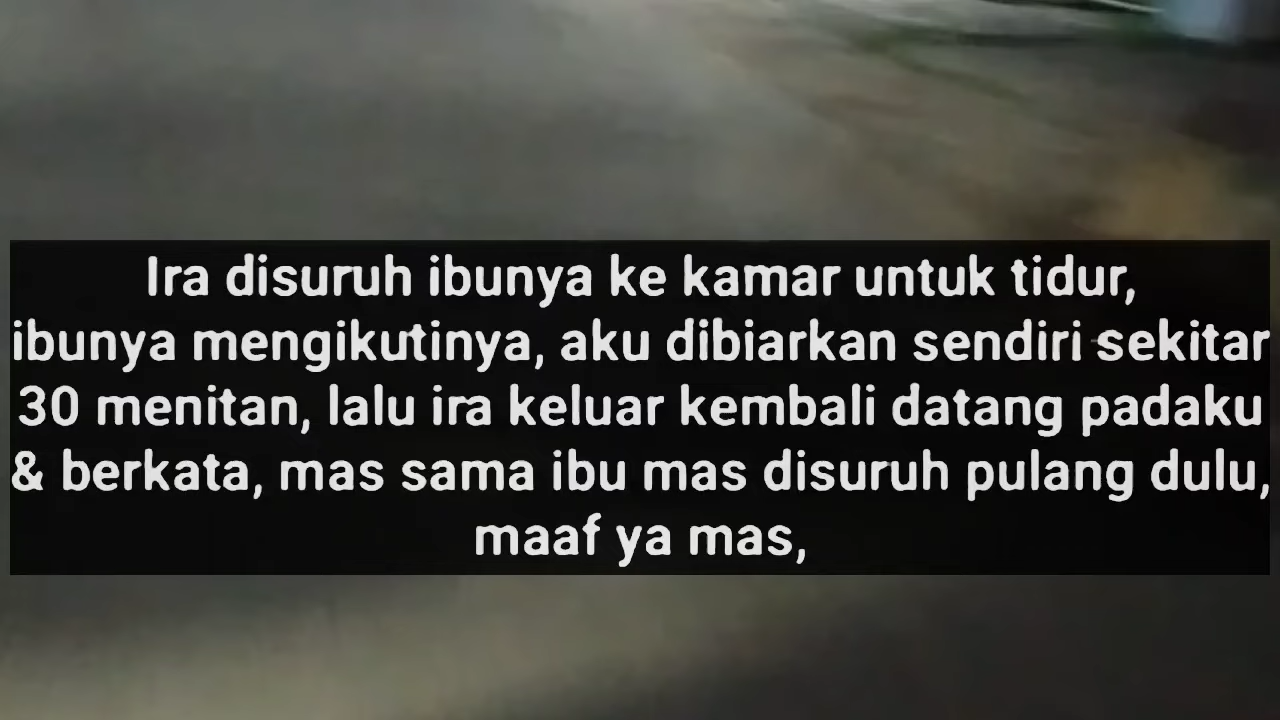 Ira disuruh ibunya ke kamar untuk tidur,
ibunya mengikutinya, aku dibiarkan sendiri sekitar
30 menitan, lalu ira keluar kembali datang padaku
& berkata, mas sama ibu mas disuruh pulang dulu,
maaf ya mas,